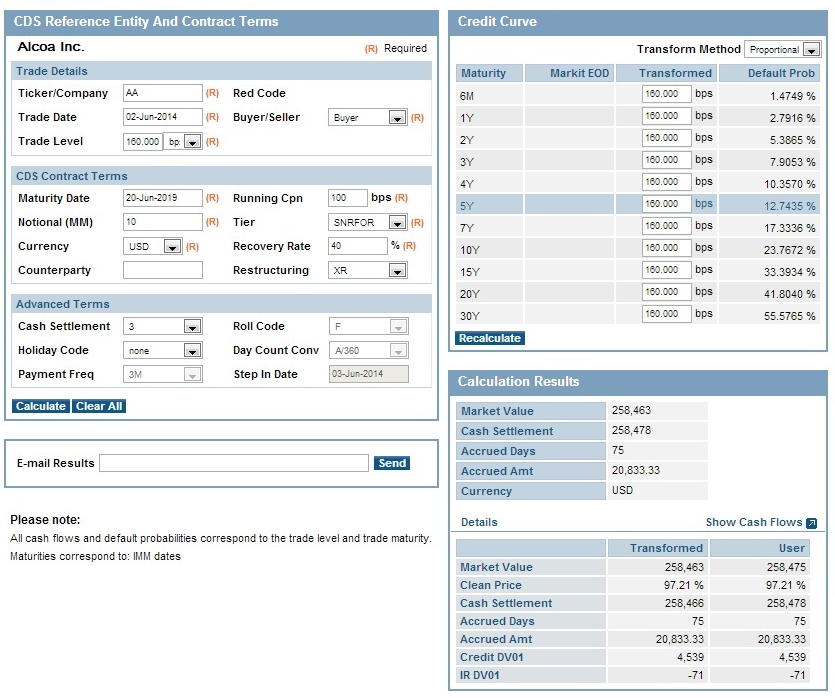 CDS Reference Entity And Contract Terms
Alcoa Inc. (R) Required
Trade Details
Ticker/Company AA (R) Red Code
Trade Date 02-Jun-2014 (R) Buyer/Seller Buyer (R)
Trade Level 160.000 bp: (R)
CDS Contract Terms
Maturity Date 20-Jun-2019 (R) Running Cpn 100 bps (R)
Notional (MM) 10 (R) Tier SNRFOR (R)
Currency USD (R) Recovery Rate 40 % (R)
Counterparty Restructuring XR
Advanced Terms
Cash Settlement 3 Roll Code F
Holiday Code none Day Count Conv A/360
Payment Freq 3M Step In Date 03-Jun-2014
Calculate Clear All
E-mail Results Send
Please note:
All cash flows and default probabilities correspond to the trade level and trade maturity.
Maturities correspond to: IMM dates
Credit Curve
Transform Method Proportional
Maturity Markit EOD Transformed Default Prob
6M 160.000 bps 1.4749 %
1Y 160.000 bps 2.7916 %
2Y 160.000 bps 5.3865 %
3Y 160.000 bps 7.9053 %
4Y 160.000 bps 10.3570 %
5Y 160.000 bps 12.7435 %
7Y 160.000 bps 17.3336 %
10Y 160.000 bps 23.7672 %
15Y 160.000 bps 33.3934 %
20Y 160.000 bps 41.8040 %
30Y 160.000 bps 55.5765 %
Recalculate
Calculation Results
Market Value 258,463
Cash Settlement 258,478
Accrued Days 75
Accrued Amt 20,833.33
Currency USD
Details Show Cash Flows
Transformed User
Market Value 258,463 258,475
Clean Price 97.21 % 97.21 %
Cash Settlement 258,466 258,478
Accrued Days 75 75
Accrued Amt 20,833.33 20,833.33
Credit DV01 4,539 4,539
IR DV01 -71 -71